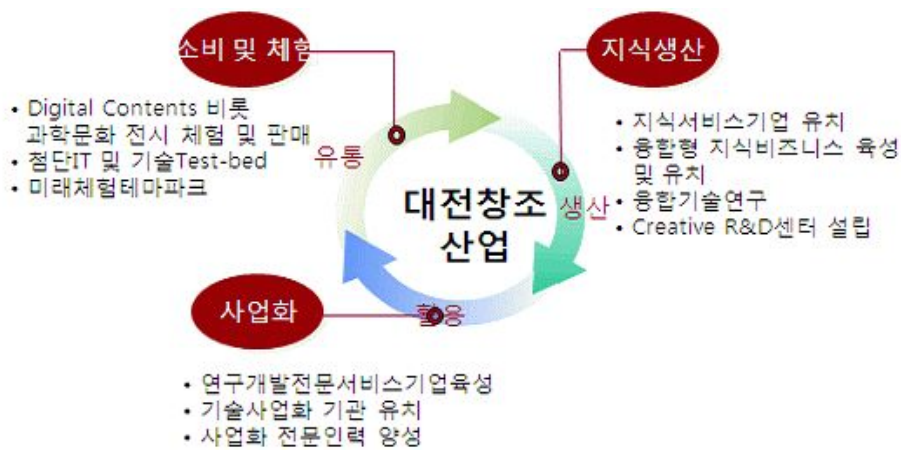 소비 및 체험
• Digital Contents 비롯
과학문화 전시 체험 및 판매
• 첨단IT 및 기술Test-bed
• 미래체험테마파크
유통
지식생산
• 지식서비스기업 유치
• 융합형 지식비즈니스 육성
및 유치
• 융합기술연구
• Creative R&D센터 설립
생산
대전창조
산업
사업화
활용
• 연구개발전문서비스기업육성
• 기술사업화 기관 유치
• 사업화 전문인력 양성